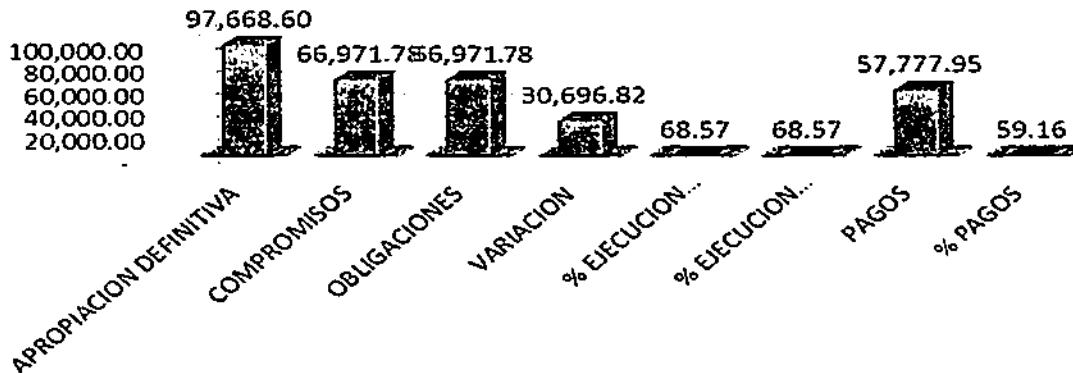 97,668.60
100,000.00
80,000.00
60,000.00
40,000.00
20,000.00
-
66,971.78
66,971.78
30,696.82
68.57
68.57
57,777.95
59.16
APROPIACION DEFINITIVA
COMPROMISOS
OBLIGACIONES
VARIACION
% EJECUCION...
% EJECUCION...
PAGOS
% PAGOS